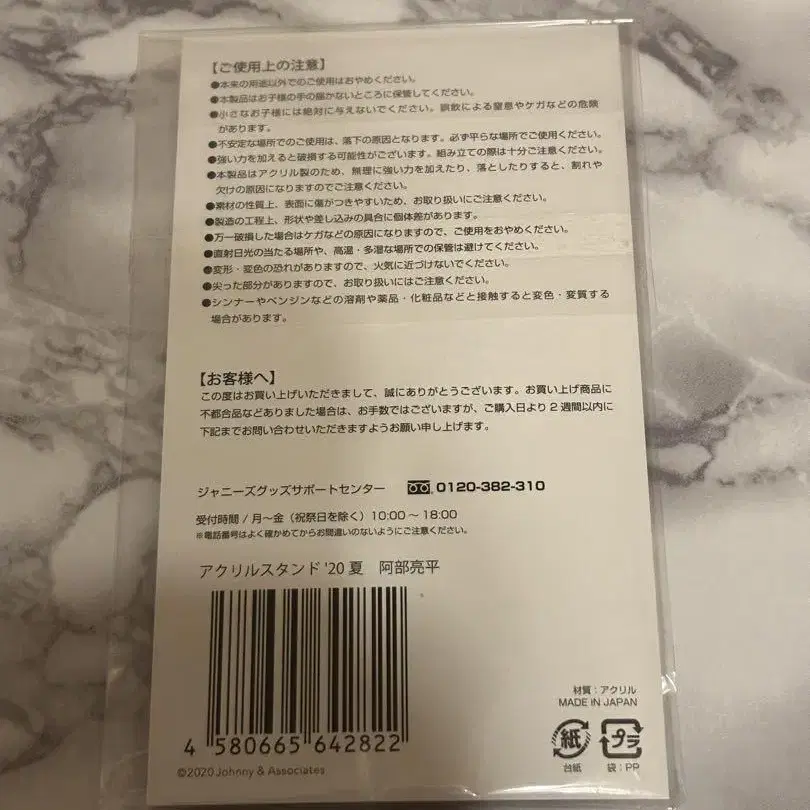 【ご使用上の注意】
●本来の用途以外でのご使用はおやめください。
●本製品はお子様の手の届かないところに保管してください。
●小さなお子様には絶対に与えないでください。誤飲による窒息やケガなどの危険
があります。
●不安定な場所でのご使用は、落下の原因となります。必ず平らな場所でご使用ください。
●強い力を加えると破損する可能性がございます。組み立ての際は十分ご注意ください。
●本製品はアクリル製のため、無理に強い力を加えたり、落としたりすると、割れや
欠けの原因になりますのでご注意ください。
●素材の性質上、表面に傷がつきやすいため、お取り扱いにご注意ください。
●製造の工程上、形状や差し込みの具合に個体差があります。
●万一破損した場合はケガなどの原因になりますので、ご使用をおやめください。
●直射日光の当たる場所や、高温・多湿な場所での保管は避けてください。
●変形・変色の恐れがありますので、火気に近づけないでください。
●尖った部分がありますので、お取り扱いにはご注意ください。
●シンナーやベンジンなどの溶剤や薬品・化粧品などと接触すると変色・変質する
場合があります。
【お客様へ】
この度はお買い上げいただきまして、誠にありがとうございます。お買い上げ商品に
不都合品などありました場合は、お手数ではございますが、ご購入日より2週間以内に
下記までお問い合わせいただきますようお願い申し上げます。
ジャニーズグッズサポートセンター 0120-382-310
受付時間/月~金(祝祭日を除く)10:00~18:00
※電話番号はよく確かめてからお間違いのないようにご注意ください。
アクリルスタンド '20 夏 阿部亮平
材質:アクリル
MADE IN JAPAN
4 580665 642822
紙 プラ
台紙 袋:PP
©2020 Johnny & Associates